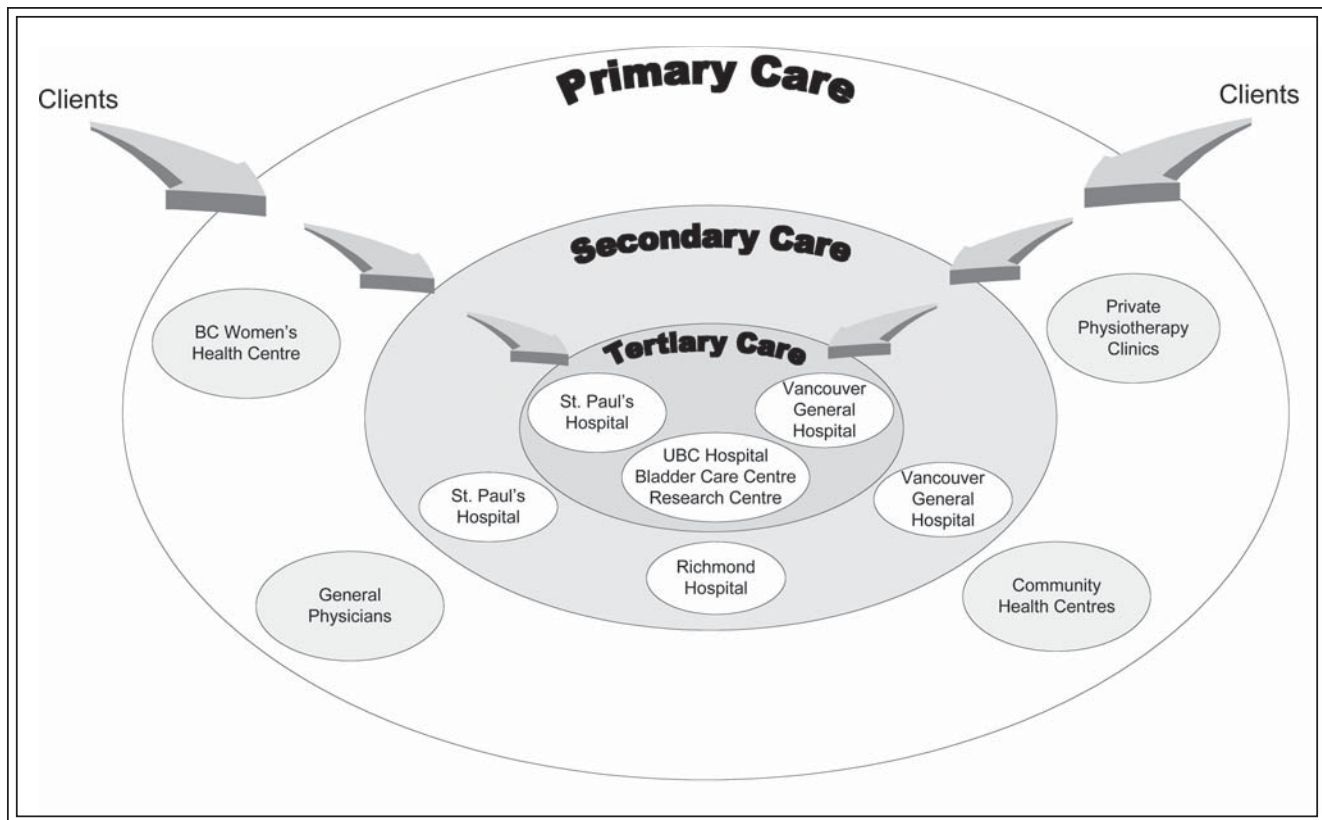 Primary Care
Clients
Clients
Secondary Care
BC Women's
Health Centre
Private
Physiotherapy
Clinics
Tertiary Care
St. Paul's
Hospital
Vancouver
General
Hospital
UBC Hospital
Bladder Care Centre
Research Centre
St. Paul's
Hospital
Vancouver
General
Hospital
Richmond
Hospital
General
Physicians
Community
Health Centres